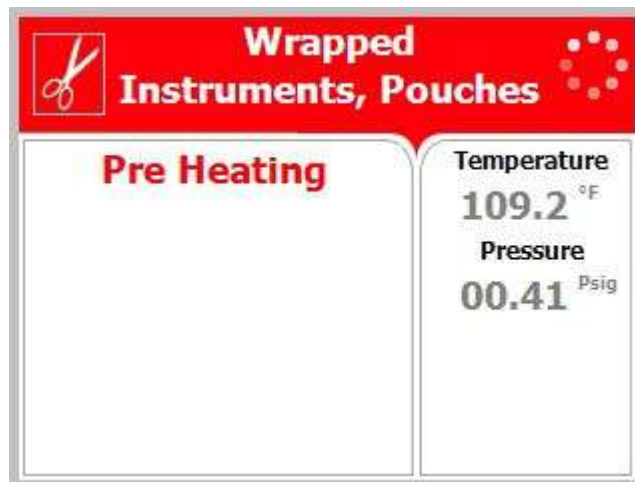 Wrapped
Instruments, Pouches
Pre Heating
Temperature
109.2 °F
Pressure
00.41 Psig